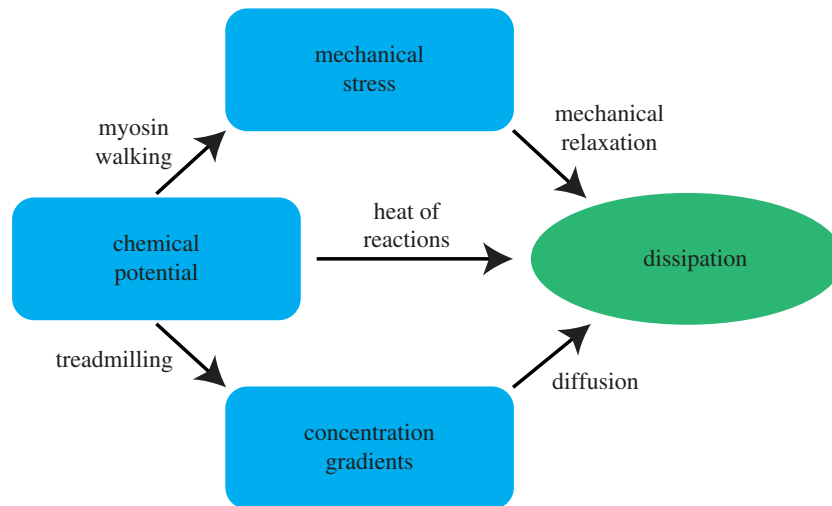 mechanical
stress
myosin
walking
mechanical
relaxation
chemical
potential
heat of
reactions
dissipation
treadmilling
diffusion
concentration
gradients